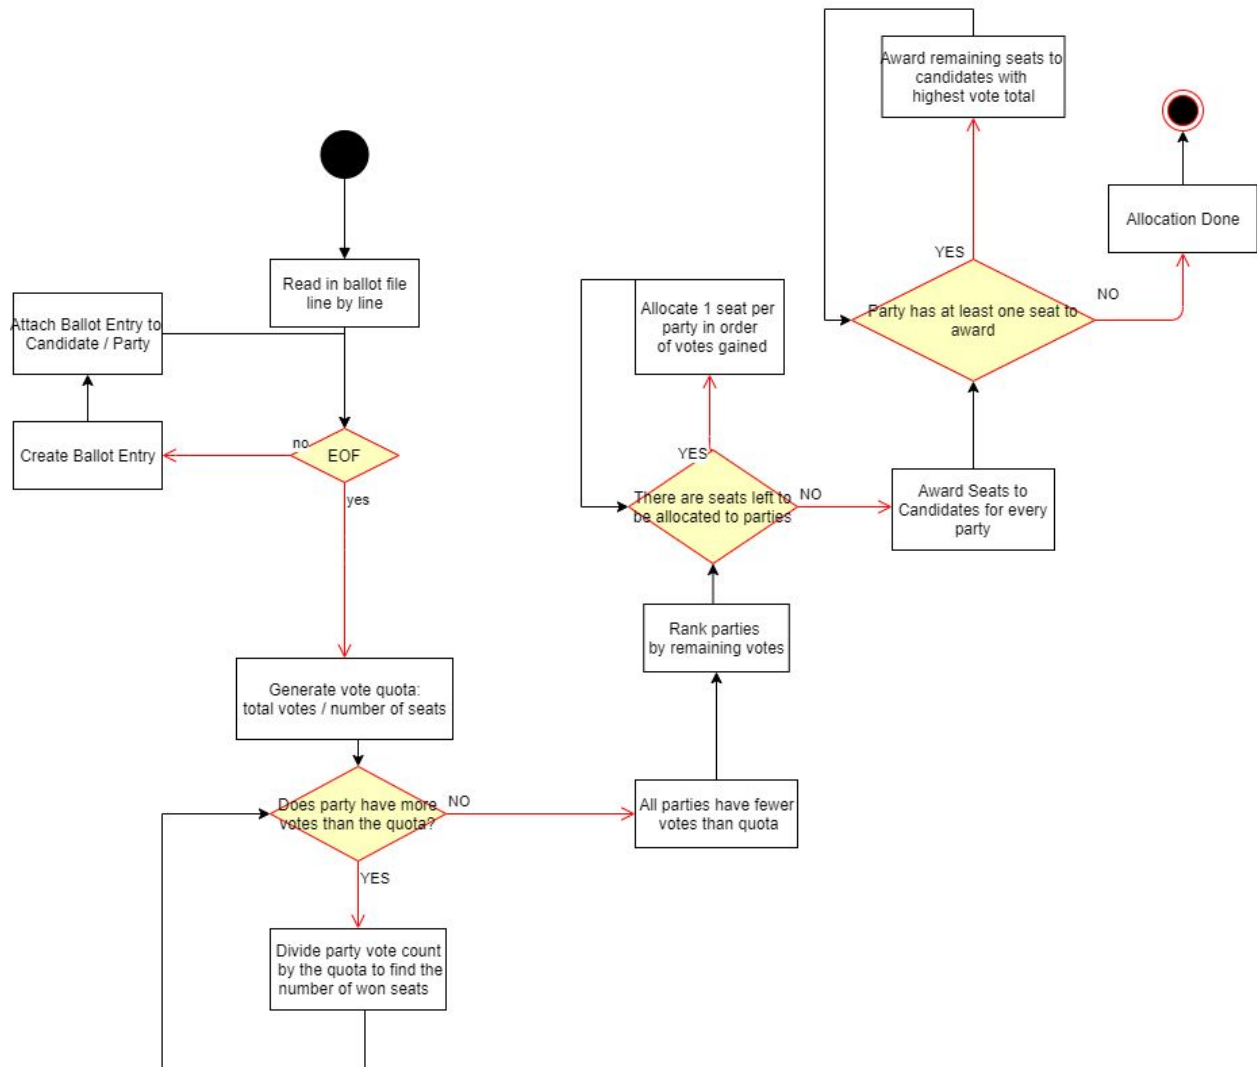 Read in ballot file
line by line
Attach Ballot Entry to
Candidate / Party
Create Ballot Entry
no
EOF
yes
Generate vote quota:
total votes / number of seats
Does party have more
votes than the quota?
NO
YES
Divide party vote count
by the quota to find the
number of won seats
All parties have fewer
votes than quota
Rank parties
by remaining votes
There are seats left to
be allocated to parties
YES
NO
Allocate 1 seat per
party in order
of votes gained
Award Seats to
Candidates for every
party
Party has at least one seat to
award
YES
NO
Award remaining seats to
candidates with
highest vote total
Allocation Done